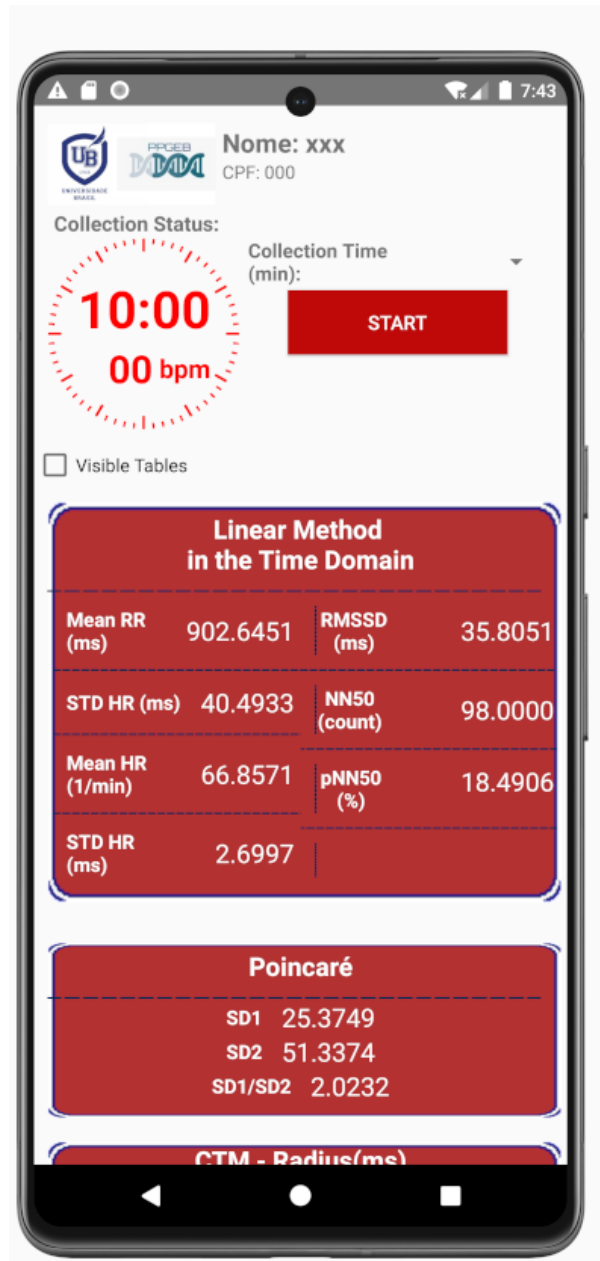 7:43
UB
UNIVERSIDADE
BRASIL
PPGEB
Nome: xxx
CPF: 000
Collection Status:
Collection Time
(min):
10:00
00 bpm
START
Visible Tables
Linear Method
in the Time Domain
Mean RR
(ms)
902.6451
RMSSD
(ms)
35.8051
STD HR (ms)
40.4933
NN50
(count)
98.0000
Mean HR
(1/min)
66.8571
pNN50
(%)
18.4906
STD HR
(ms)
2.6997
Poincaré
SD1 25.3749
SD2 51.3374
SD1/SD2 2.0232
CTM - Radius(ms)